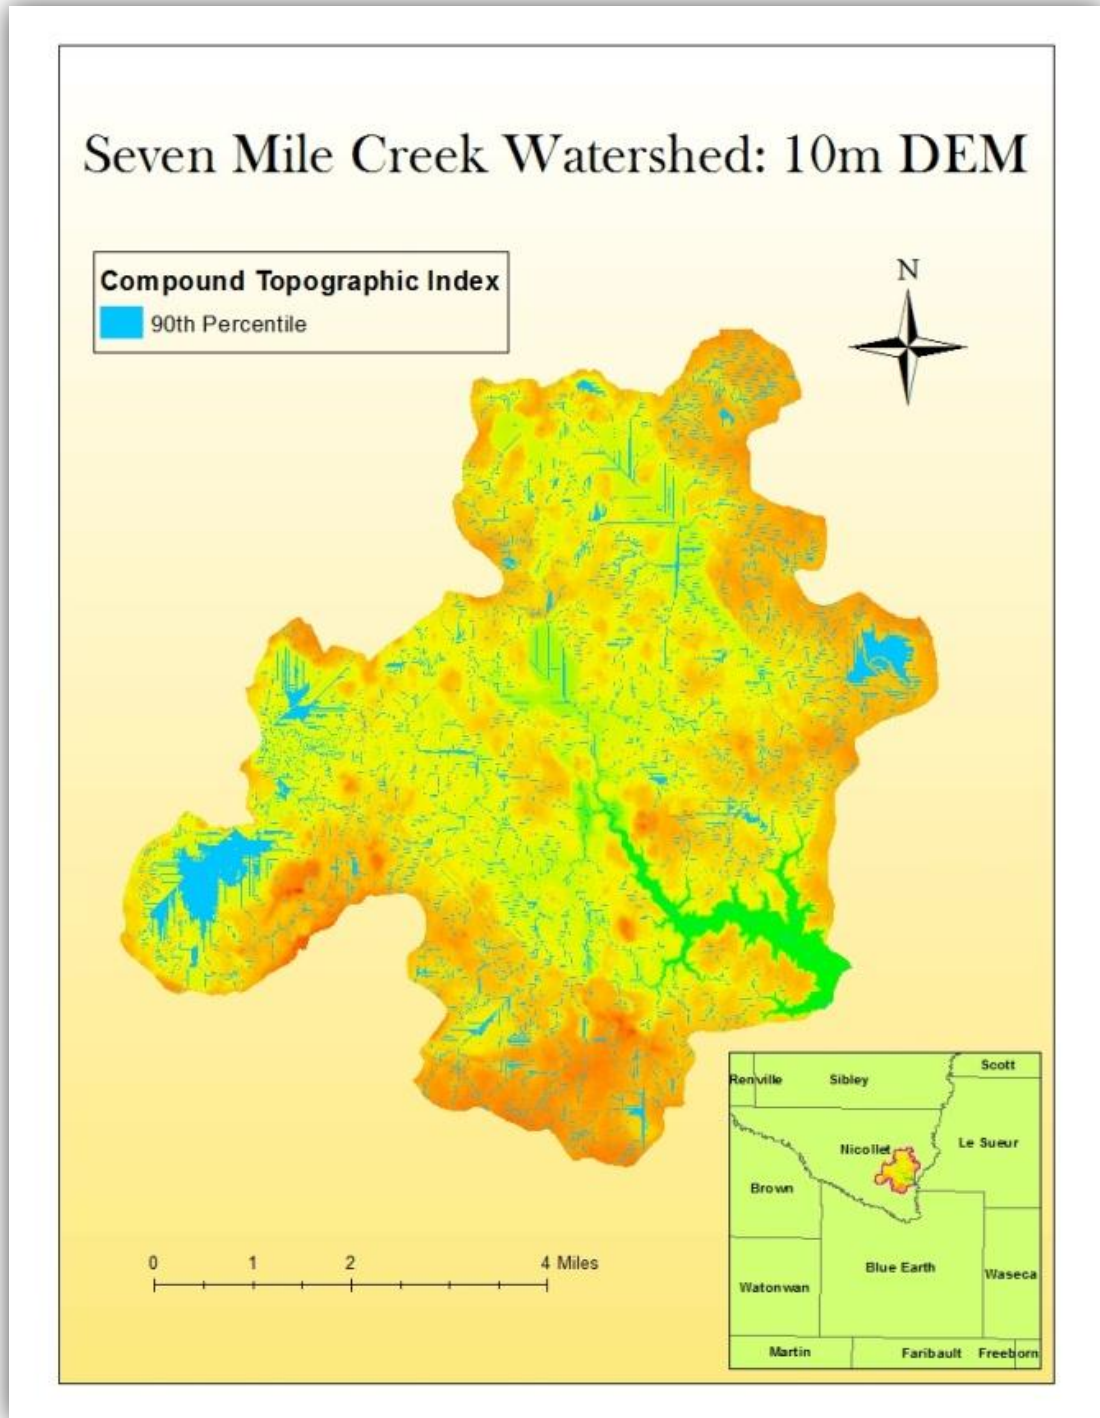 Seven Mile Creek Watershed: 10m DEM
Compound Topographic Index
90th Percentile
N
0 1 2 4 Miles
Renville Sibley Scott
Nicollet Le Sueur
Brown
Blue Earth Waseca
Watonwan
Martin Faribault Freeborn